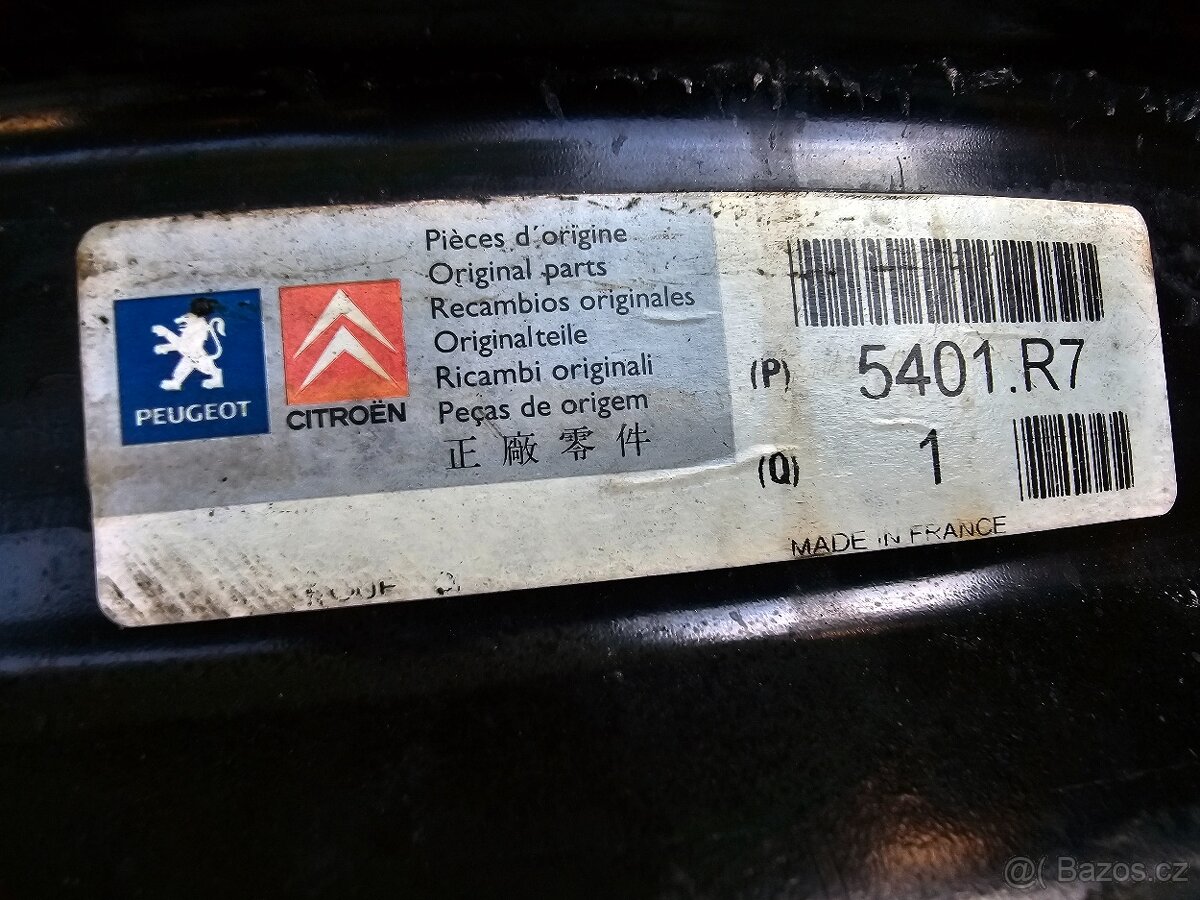 PEUGEOT
CITROËN
Pièces d'origine
Original parts
Recambios originales
Originalteile
Ricambi originali
Peças de origem
正廠零件
(P) 5401.R7
(Q) 1
MADE IN FRANCE
@( Bazos.cz